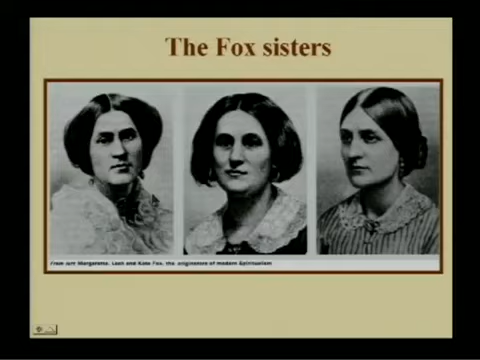 The Fox sisters
From left Margaretta, Leah and Kate Fox, the originators of modern Spiritualism